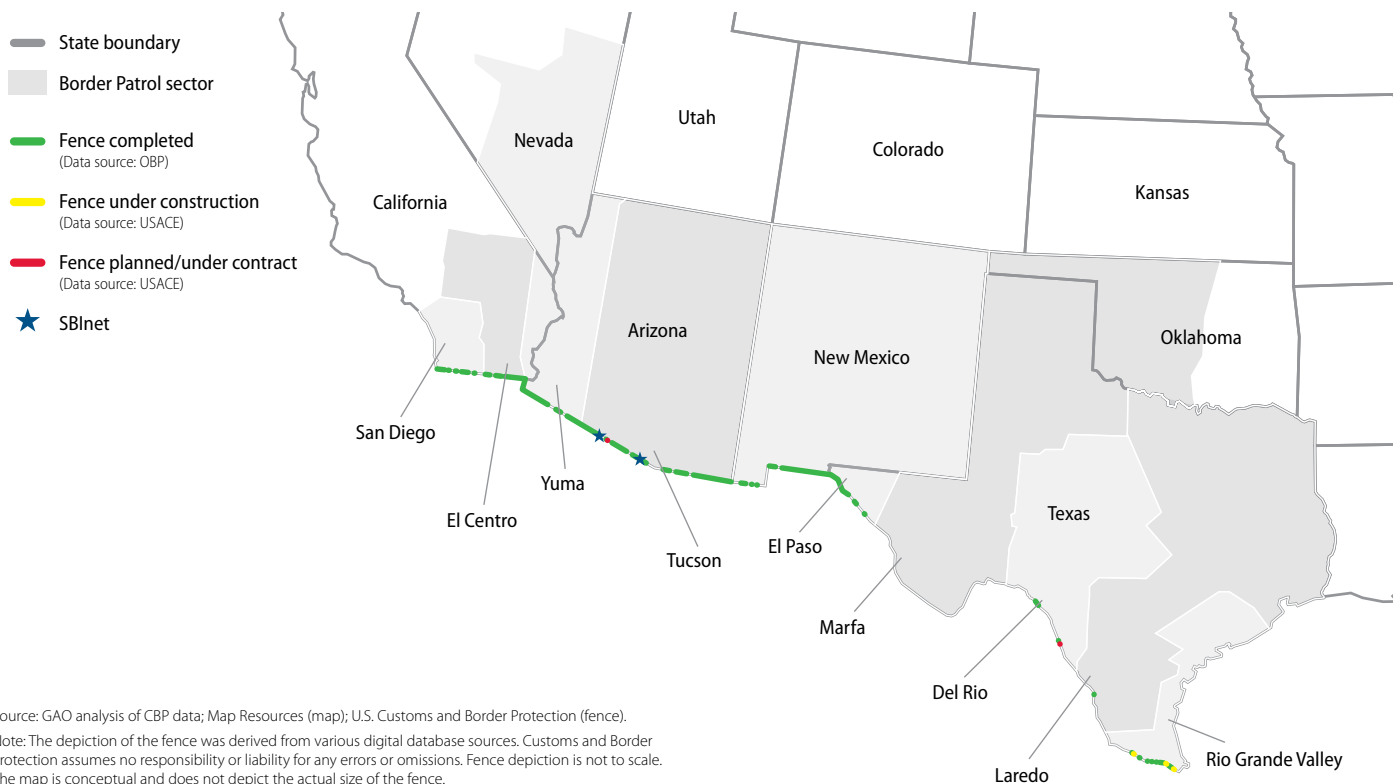 State boundary
Border Patrol sector
Fence completed
(Data source: OBP)
Fence under construction
(Data source: USACE)
Fence planned/under contract
(Data source: USACE)
SBInet
Utah
Nevada
Colorado
Kansas
California
Arizona
New Mexico
Oklahoma
Texas
San Diego
Yuma
El Centro
Tucson
El Paso
Marfa
Del Rio
Laredo
Rio Grande Valley
ource: GAO analysis of CBP data; Map Resources (map); U.S. Customs and Border Protection (fence).
Note: The depiction of the fence was derived from various digital database sources. Customs and Border
rotection assumes no responsibility or liability for any errors or omissions. Fence depiction is not to scale.
he map is conceptual and does not depict the actual size of the fence.